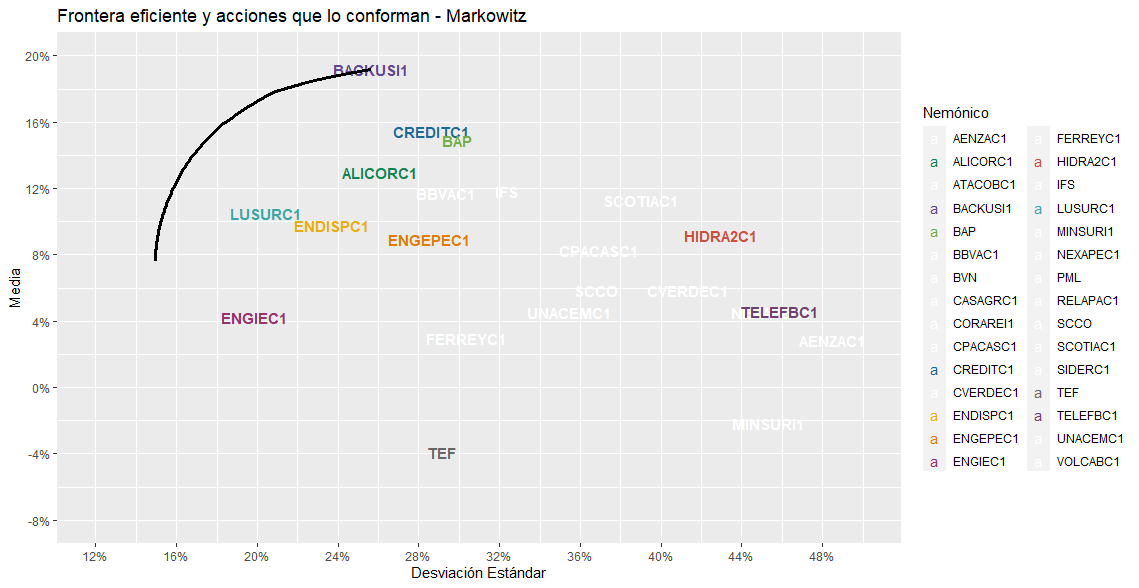 Frontera eficiente y acciones que lo conforman - Markowitz
20%
16%
12%
8%
4%
0%
-4%
-8%
Media
BACKUSI1
CREDITC1
BAP
ALICORC1
BBVAC1
IFS
SCOTIAC1
LUSURC1
ENDISPC1
ENGEPEC1
HIDRA2C1
CPACASC1
SCCO
CVERDEC1
ENGIEC1
UNACEMC1
TELEFBC1
FERREYC1
AENZAC1
MINSURI1
TEF
12%
16%
20%
24%
28%
32%
36%
40%
44%
48%
Desviación Estándar
Nemónico
a AENZAC1
a ALICORC1
a ATACOBC1
a BACKUSI1
a BAP
a BBVAC1
a BVN
a CASAGRC1
a CORAREI1
a CPACASC1
a CREDITC1
a CVERDEC1
a ENDISPC1
a ENGEPEC1
a ENGIEC1
a FERREYC1
a HIDRA2C1
a IFS
a LUSURC1
a MINSURI1
a NEXAPEC1
a PML
a RELAPAC1
a SCCO
a SCOTIAC1
a SIDERC1
a TEF
a TELEFBC1
a UNACEMC1
a VOLCABC1